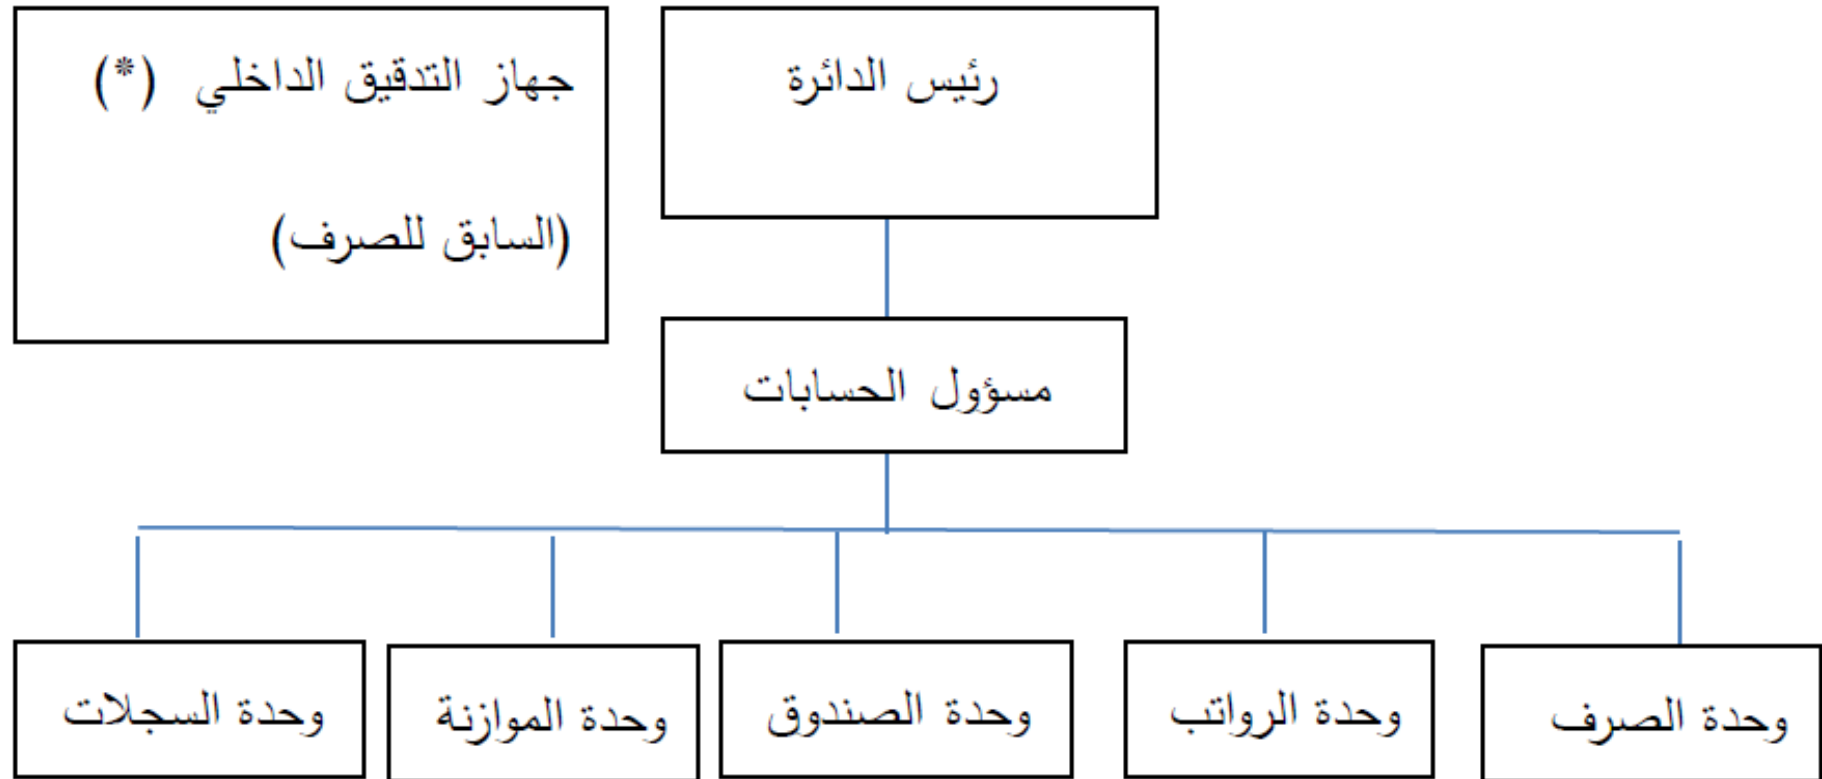 رئيس الدائرة
جهاز التدقيق الداخلي (*)
(السابق للصرف)
مسؤول الحسابات
وحدة الصرف
وحدة الرواتب
وحدة الصندوق
وحدة الموازنة
وحدة السجلات